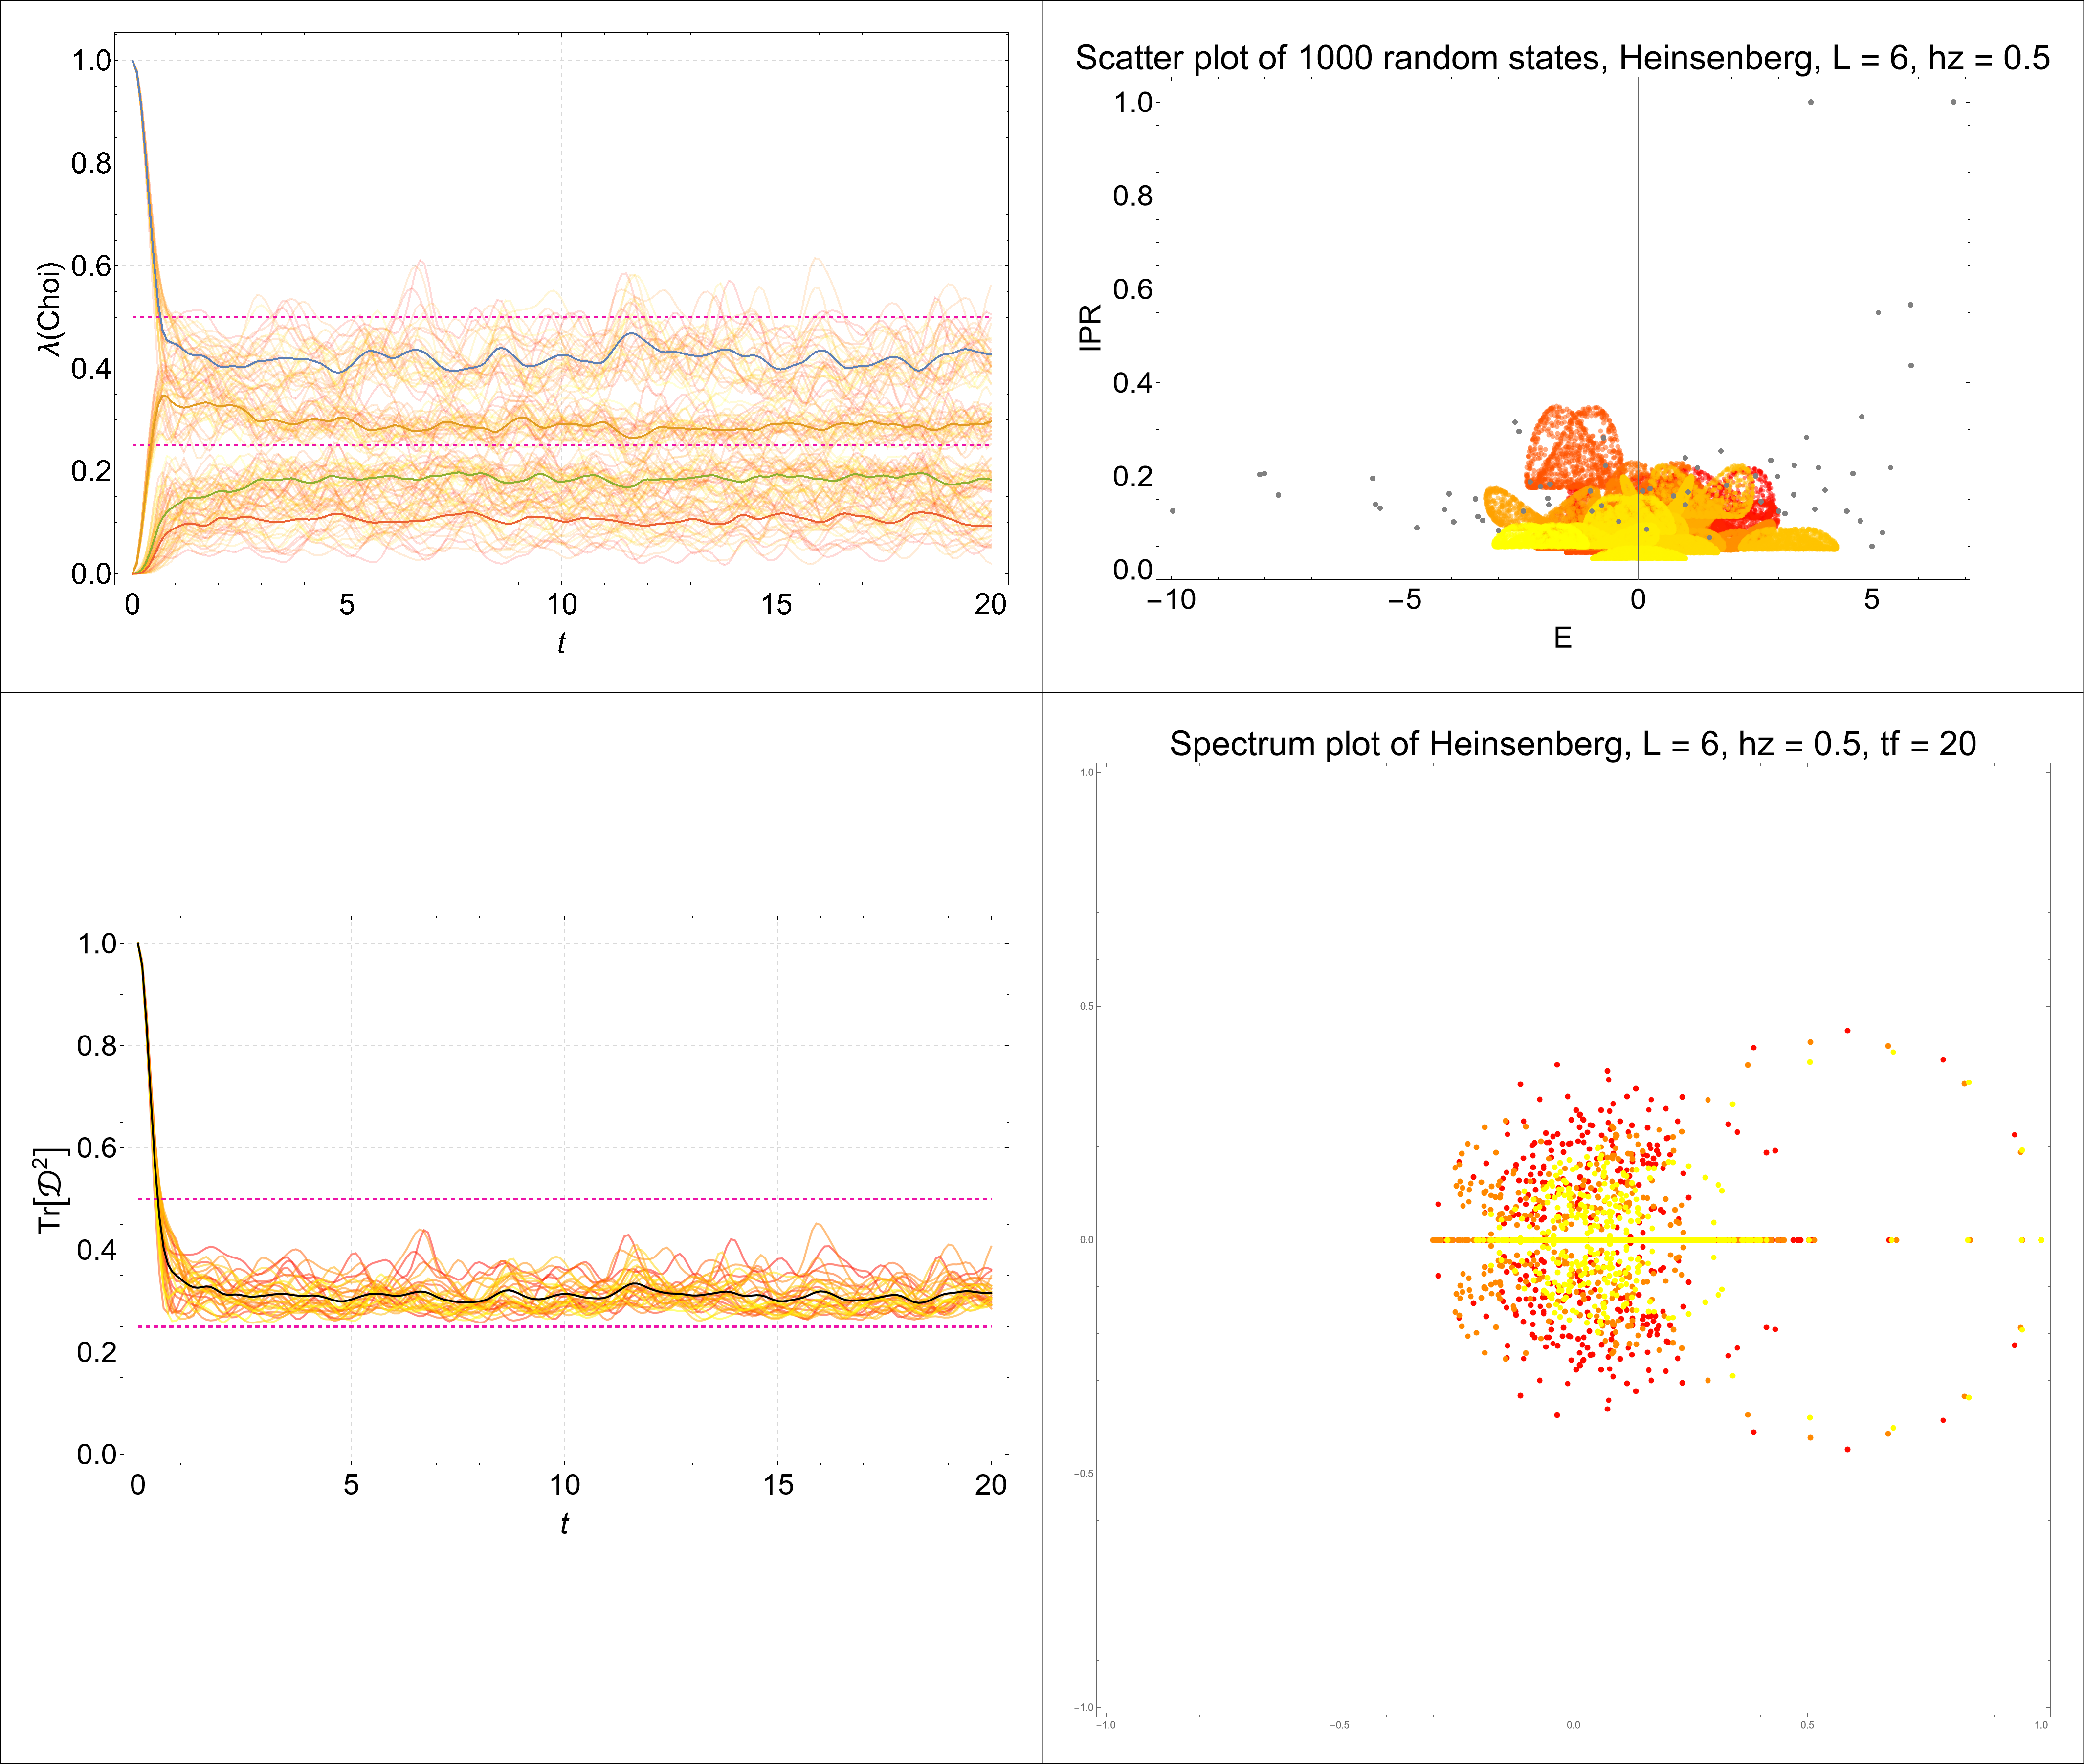 1.0
0.8
0.6
0.4
0.2
0.0
λ(Choi)
0 5 10 15 20
t
Scatter plot of 1000 random states, Heinsenberg, L = 6, hz = 0.5
1.0
0.8
0.6
0.4
0.2
0.0
IPR
−10 −5 0 5
E
1.0
0.8
0.6
0.4
0.2
0.0
Tr[𝒟²]
0 5 10 15 20
t
Spectrum plot of Heinsenberg, L = 6, hz = 0.5, tf = 20
1.0
0.5
0.0
−0.5
−1.0
−1.0 −0.5 0.0 0.5 1.0